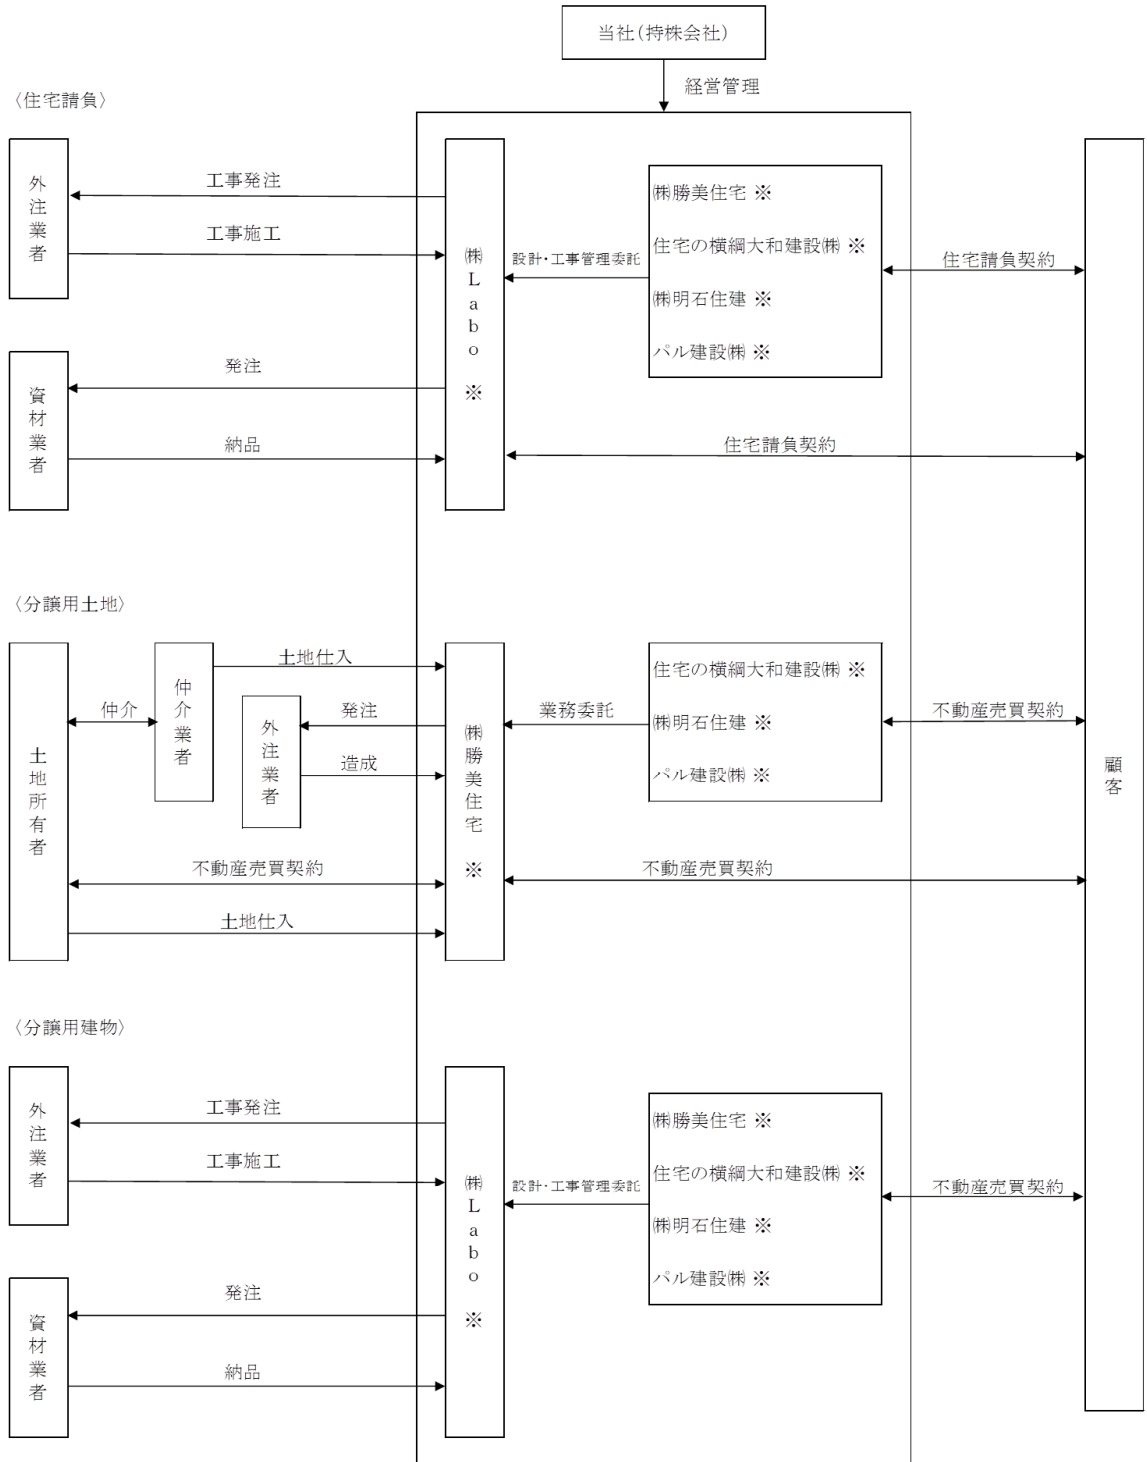 当社(持株会社)
経営管理
〈住宅請負〉
外注業者
工事発注
工事施工
資材業者
発注
納品
㈱Labo ※
設計・工事管理委託
㈱勝美住宅 ※
住宅の横綱大和建設㈱ ※
㈱明石住建 ※
パル建設㈱ ※
住宅請負契約
住宅請負契約
顧客
〈分譲用土地〉
土地所有者
仲介
仲介業者
土地仕入
外注業者
発注
造成
不動産売買契約
土地仕入
㈱勝美住宅 ※
業務委託
住宅の横綱大和建設㈱ ※
㈱明石住建 ※
パル建設㈱ ※
不動産売買契約
不動産売買契約
〈分譲用建物〉
外注業者
工事発注
工事施工
資材業者
発注
納品
㈱Labo ※
設計・工事管理委託
㈱勝美住宅 ※
住宅の横綱大和建設㈱ ※
㈱明石住建 ※
パル建設㈱ ※
不動産売買契約